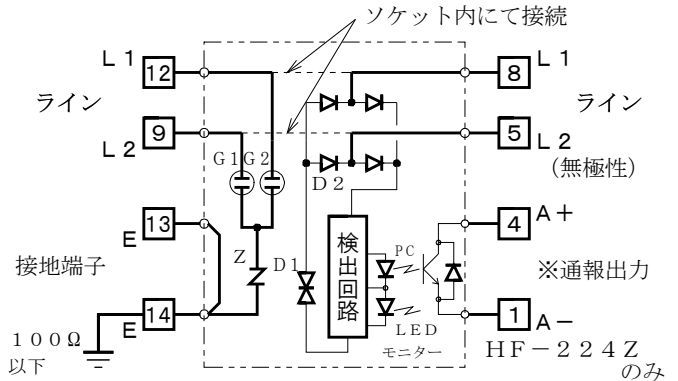 ソケット内にて接続
L1
12
8
L1
ライン
ライン
9
5
L2
L2
(無極性)
G1
G2
D2
13
4
A+
E
Z
D1
検出回路
PC
接地端子
※通報出力
14
1
A−
E
LED
モニター
100Ω
以下
HF−224Z
のみ